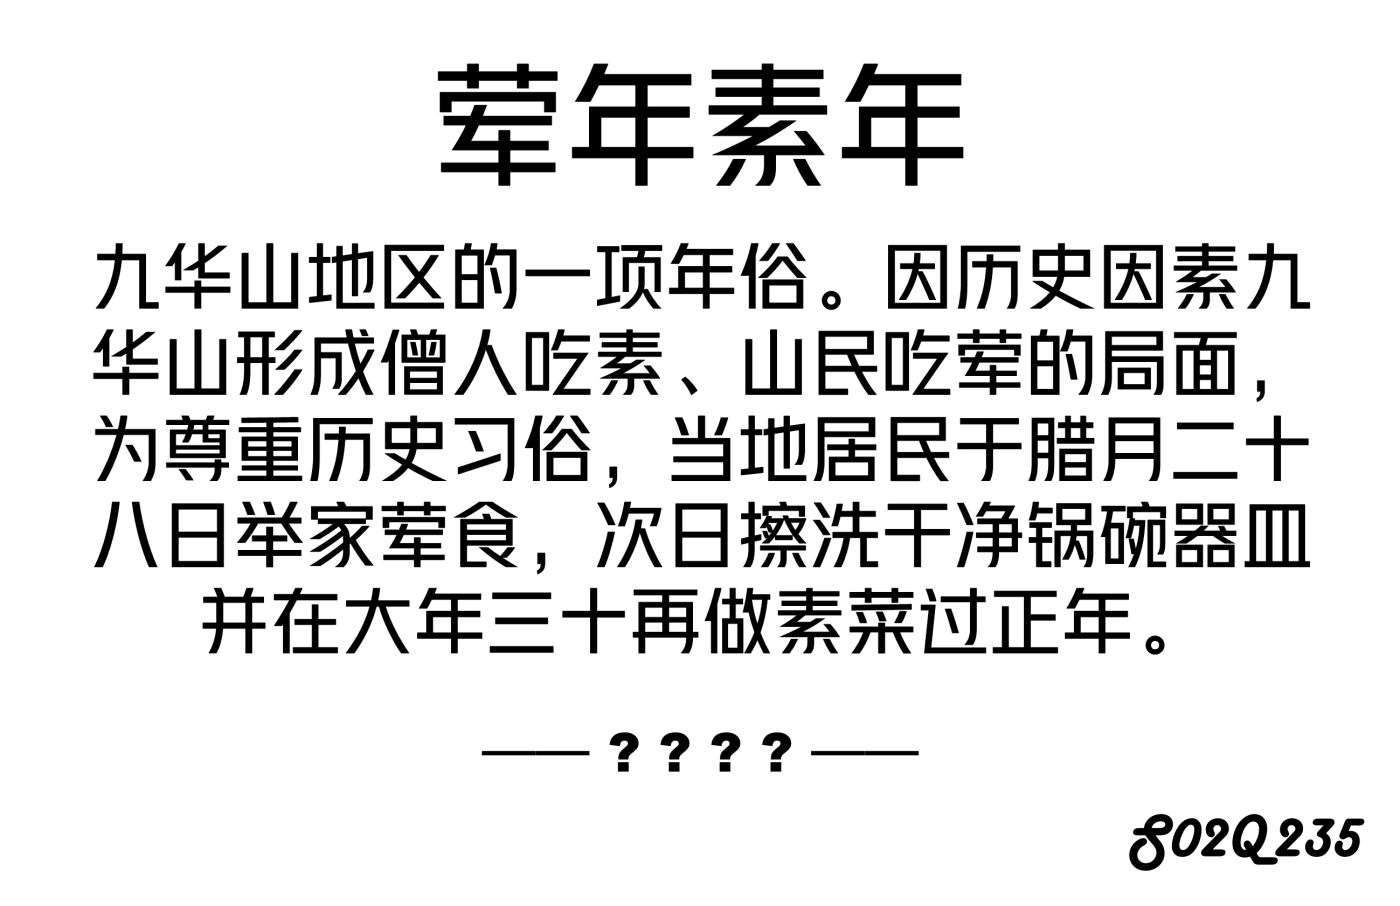 荤年素年
九华山地区的一项年俗。因历史因素九
华山形成僧人吃素、山民吃荤的局面，
为尊重历史习俗，当地居民于腊月二十
八日举家荤食，次日擦洗干净锅碗器皿
并在大年三十再做素菜过正年。
——？？？？——
S02Q235